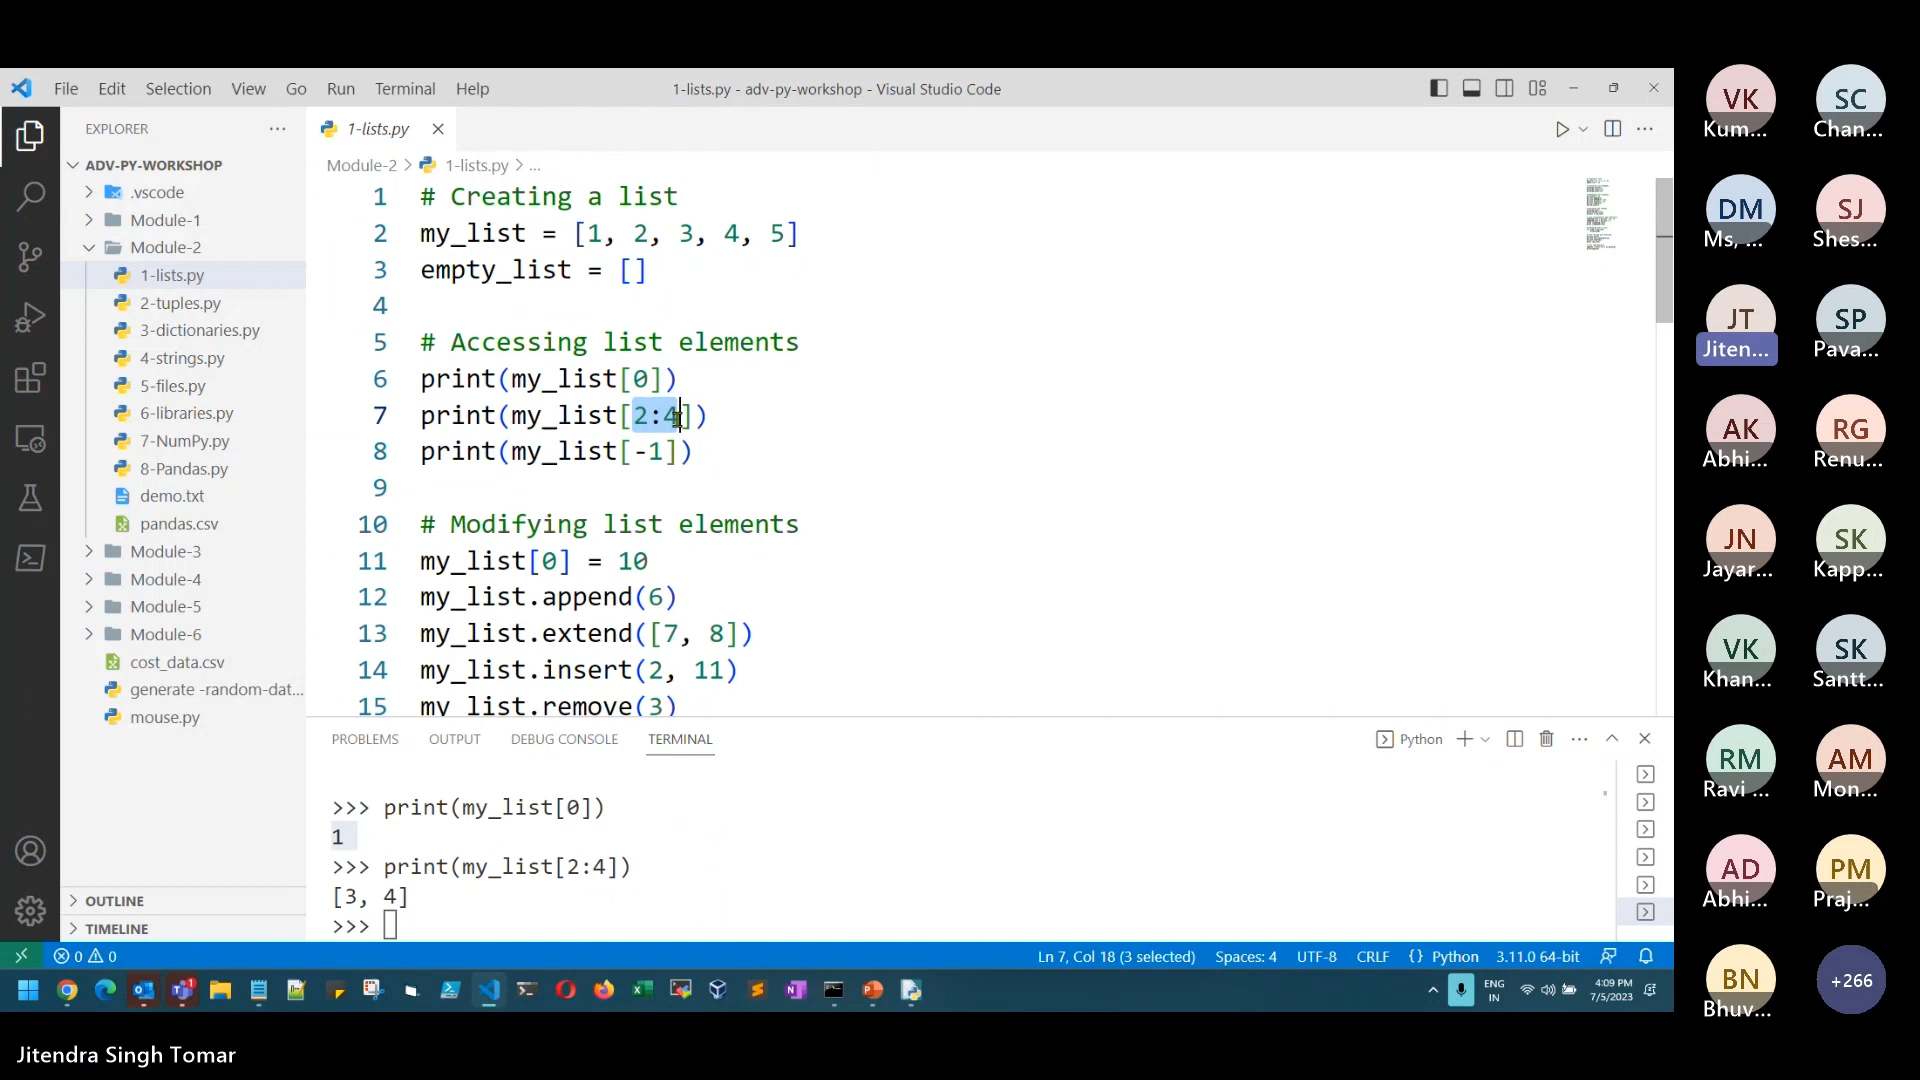 File Edit Selection View Go Run Terminal Help
1-lists.py - adv-py-workshop - Visual Studio Code
EXPLORER
ADV-PY-WORKSHOP
.vscode
Module-1
Module-2
1-lists.py
2-tuples.py
3-dictionaries.py
4-strings.py
5-files.py
6-libraries.py
7-NumPy.py
8-Pandas.py
demo.txt
pandas.csv
Module-3
Module-4
Module-5
Module-6
cost_data.csv
generate -random-dat...
mouse.py
OUTLINE
TIMELINE
1-lists.py
Module-2 > 1-lists.py > ...
1 # Creating a list
2 my_list = [1, 2, 3, 4, 5]
3 empty_list = []
4
5 # Accessing list elements
6 print(my_list[0])
7 print(my_list[2:4])
8 print(my_list[-1])
9
10 # Modifying list elements
11 my_list[0] = 10
12 my_list.append(6)
13 my_list.extend([7, 8])
14 my_list.insert(2, 11)
15 my_list.remove(3)
PROBLEMS OUTPUT DEBUG CONSOLE TERMINAL
Python
>>> print(my_list[0])
1
>>> print(my_list[2:4])
[3, 4]
>>>
0 0
Ln 7, Col 18 (3 selected) Spaces: 4 UTF-8 CRLF {} Python 3.11.0 64-bit
1
ENG
IN
4:09 PM
7/5/2023
VK
Kum...
SC
Chan...
DM
Ms, ...
SJ
Shes...
JT
Jiten...
SP
Pava...
AK
Abhi...
RG
Renu...
JN
Jayar...
SK
Kapp...
VK
Khan...
SK
Santt...
RM
Ravi ...
AM
Mon...
AD
Abhi...
PM
Praj...
BN
Bhuv...
+266
Jitendra Singh Tomar